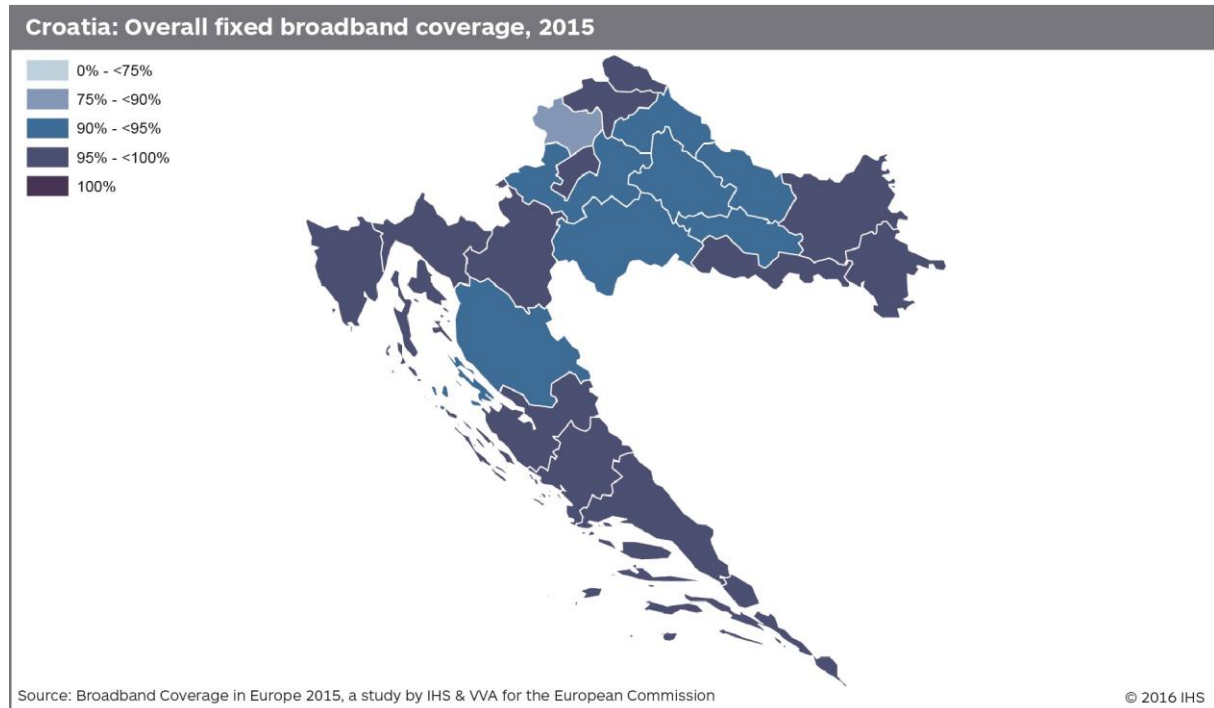 Croatia: Overall fixed broadband coverage, 2015
0% - <75%
75% - <90%
90% - <95%
95% - <100%
100%
Source: Broadband Coverage in Europe 2015, a study by IHS & VVA for the European Commission
© 2016 IHS